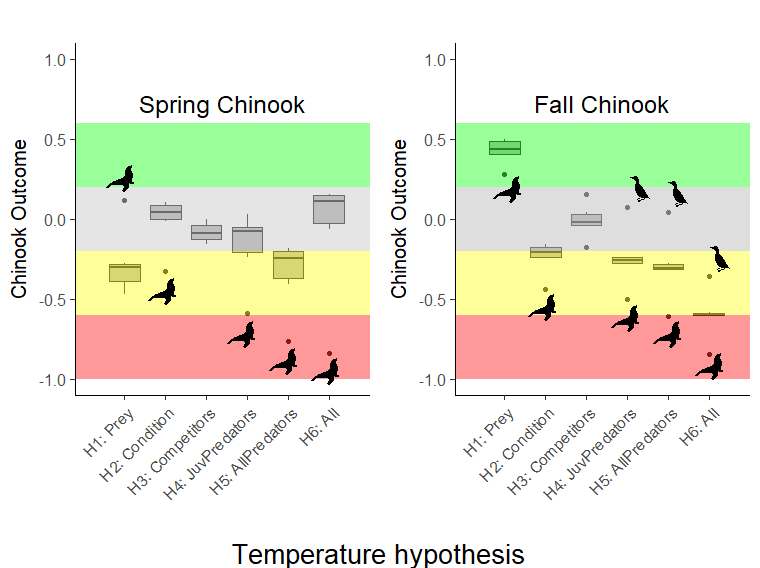 Spring Chinook
Chinook Outcome
1.0
0.5
0.0
-0.5
-1.0
H1: Prey
H2: Condition
H3: Competitors
H4: JuvPredators
H5: AllPredators
H6: All
Fall Chinook
Chinook Outcome
1.0
0.5
0.0
-0.5
-1.0
H1: Prey
H2: Condition
H3: Competitors
H4: JuvPredators
H5: AllPredators
H6: All
Temperature hypothesis